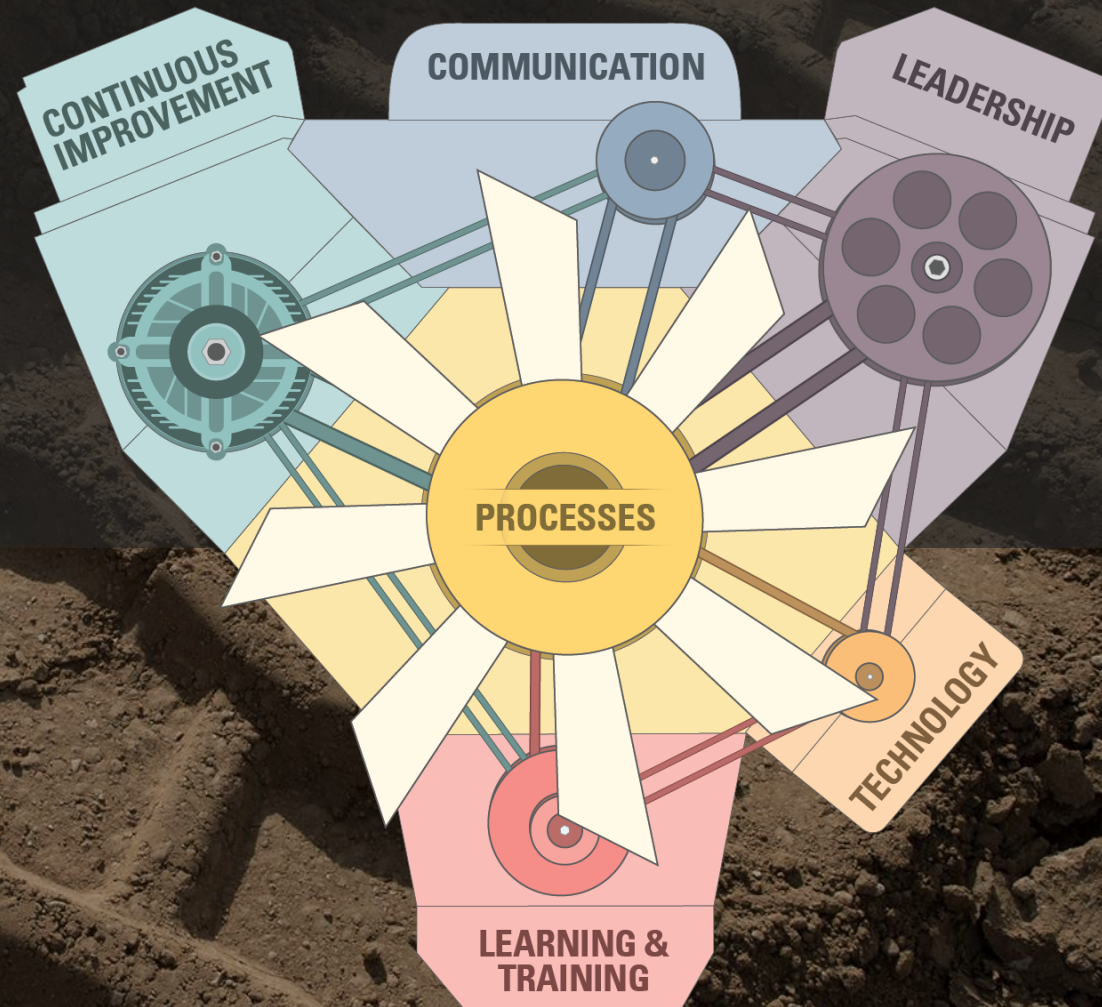 CONTINUOUS
IMPROVEMENT
COMMUNICATION
LEADERSHIP
PROCESSES
TECHNOLOGY
LEARNING &
TRAINING